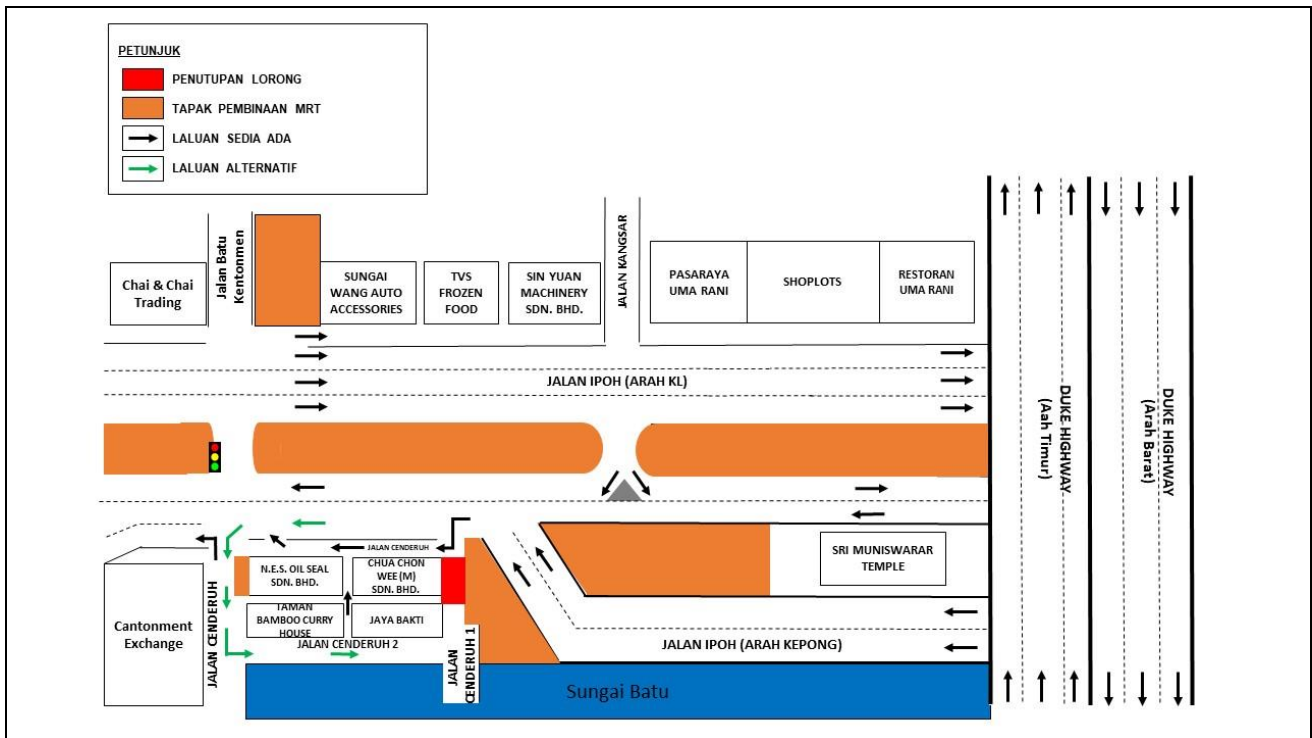 PETUNJUK
PENUTUPAN LORONG
TAPAK PEMBINAAN MRT
LALUAN SEDIA ADA
LALUAN ALTERNATIF
Chai & Chai
Trading
Jalan Batu
Kentonmen
SUNGAI
WANG AUTO
ACCESSORIES
TVS
FROZEN
FOOD
SIN YUAN
MACHINERY
SDN. BHD.
JALAN KANGSAR
PASARAYA
UMA RANI
SHOPLOTS
RESTORAN
UMA RANI
JALAN IPOH (ARAH KL)
DUKE HIGHWAY
(Aah Timur)
DUKE HIGHWAY
(Arah Barat)
JALAN CENDERUH
N.E.S. OIL SEAL
SDN. BHD.
CHUA CHON
WEE (M)
SDN. BHD.
SRI MUNISWARAR
TEMPLE
Cantonment
Exchange
JALAN CENDERUH
TAMAN
BAMBOO CURRY
HOUSE
JAYA BAKTI
JALAN CENDERUH 2
JALAN
CENDERUH 1
JALAN IPOH (ARAH KEPONG)
Sungai Batu